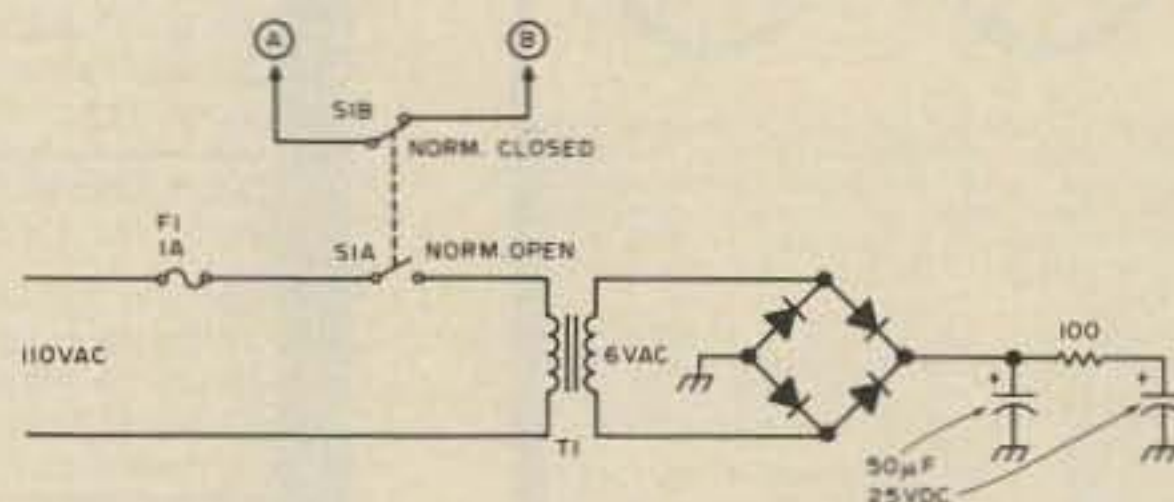 A
B
S1B
NORM. CLOSED
F1
1A
S1A
NORM. OPEN
110VAC
6VAC
100
+
+
T1
50µF
25VDC